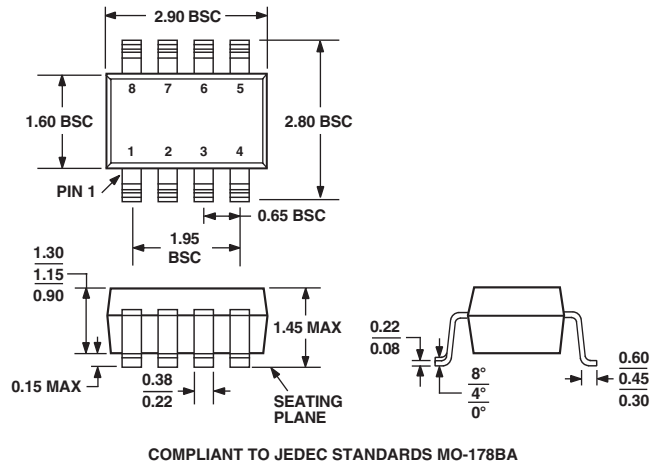 2.90 BSC
8 7 6 5
1.60 BSC
2.80 BSC
1 2 3 4
PIN 1
0.65 BSC
1.95
BSC
1.30
1.15
0.90
1.45 MAX
0.15 MAX
0.38
0.22
SEATING
PLANE
0.22
0.08
8°
4°
0°
0.60
0.45
0.30
COMPLIANT TO JEDEC STANDARDS MO-178BA